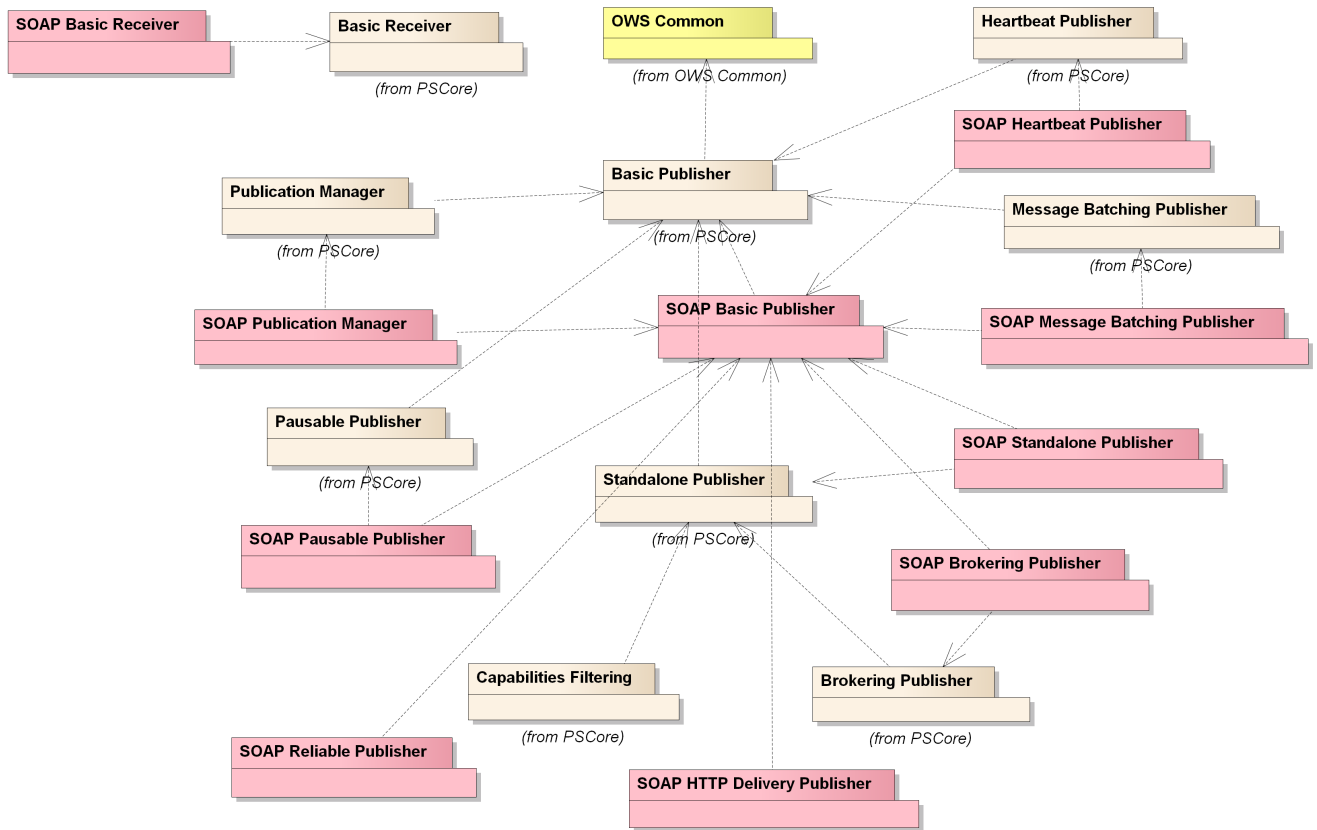 SOAP Basic Receiver
Basic Receiver
(from PSCore)
OWS Common
(from OWS Common)
Heartbeat Publisher
(from PSCore)
SOAP Heartbeat Publisher
Basic Publisher
(from PSCore)
Publication Manager
(from PSCore)
Message Batching Publisher
(from PSCore)
SOAP Publication Manager
SOAP Basic Publisher
SOAP Message Batching Publisher
Pausable Publisher
(from PSCore)
SOAP Standalone Publisher
Standalone Publisher
(from PSCore)
SOAP Pausable Publisher
SOAP Brokering Publisher
Capabilities Filtering
(from PSCore)
Brokering Publisher
(from PSCore)
SOAP Reliable Publisher
SOAP HTTP Delivery Publisher